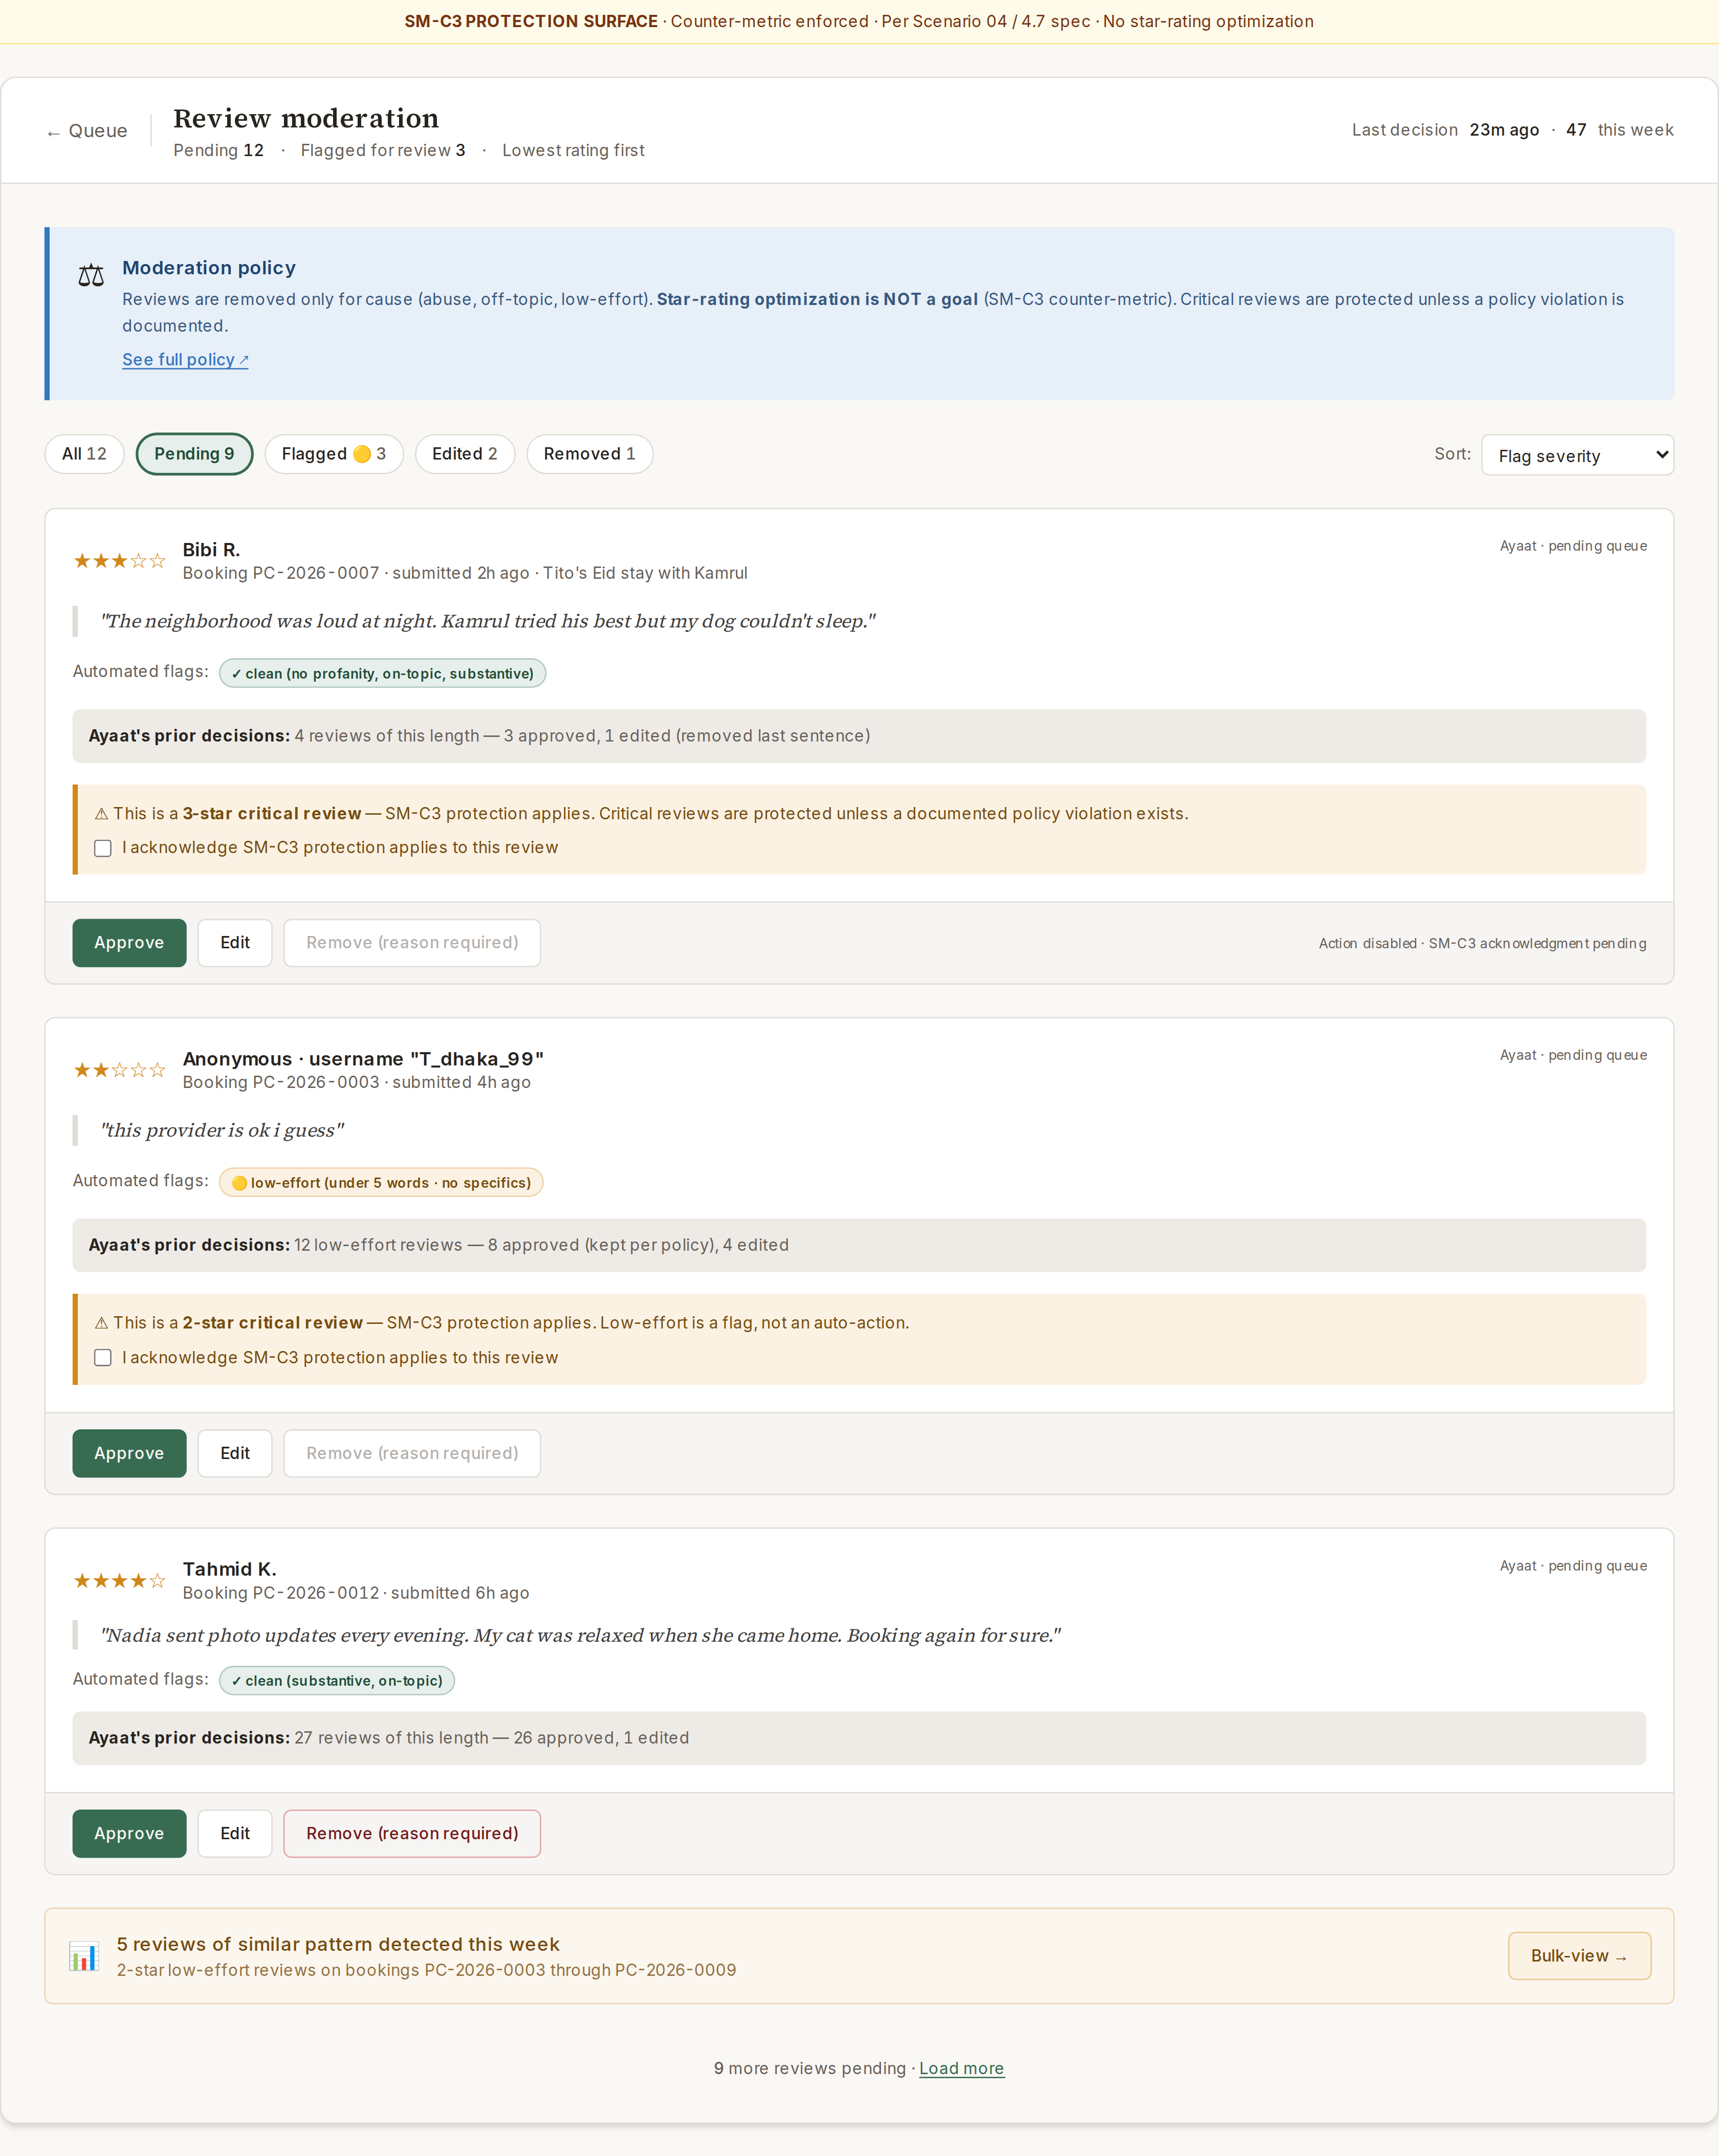 SM-C3 PROTECTION SURFACE · Counter-metric enforced · Per Scenario 04 / 4.7 spec · No star-rating optimization
← Queue
Review moderation
Pending 12 · Flagged for review 3 · Lowest rating first
Last decision 23m ago · 47 this week
Moderation policy
Reviews are removed only for cause (abuse, off-topic, low-effort). Star-rating optimization is NOT a goal (SM-C3 counter-metric). Critical reviews are protected unless a policy violation is
documented.
See full policy ↗
All 12
Pending 9
Flagged 🟡 3
Edited 2
Removed 1
Sort: Flag severity
★★★☆☆
Bibi R.
Booking PC-2026-0007 · submitted 2h ago · Tito's Eid stay with Kamrul
Ayaat · pending queue
"The neighborhood was loud at night. Kamrul tried his best but my dog couldn't sleep."
Automated flags: ✓ clean (no profanity, on-topic, substantive)
Ayaat's prior decisions: 4 reviews of this length — 3 approved, 1 edited (removed last sentence)
⚠ This is a 3-star critical review — SM-C3 protection applies. Critical reviews are protected unless a documented policy violation exists.
I acknowledge SM-C3 protection applies to this review
Approve
Edit
Remove (reason required)
Action disabled · SM-C3 acknowledgment pending
★★☆☆☆
Anonymous · username "T_dhaka_99"
Booking PC-2026-0003 · submitted 4h ago
Ayaat · pending queue
"this provider is ok i guess"
Automated flags: 🟡 low-effort (under 5 words · no specifics)
Ayaat's prior decisions: 12 low-effort reviews — 8 approved (kept per policy), 4 edited
⚠ This is a 2-star critical review — SM-C3 protection applies. Low-effort is a flag, not an auto-action.
I acknowledge SM-C3 protection applies to this review
Approve
Edit
Remove (reason required)
★★★★☆
Tahmid K.
Booking PC-2026-0012 · submitted 6h ago
Ayaat · pending queue
"Nadia sent photo updates every evening. My cat was relaxed when she came home. Booking again for sure."
Automated flags: ✓ clean (substantive, on-topic)
Ayaat's prior decisions: 27 reviews of this length — 26 approved, 1 edited
Approve
Edit
Remove (reason required)
5 reviews of similar pattern detected this week
2-star low-effort reviews on bookings PC-2026-0003 through PC-2026-0009
Bulk-view →
9 more reviews pending · Load more